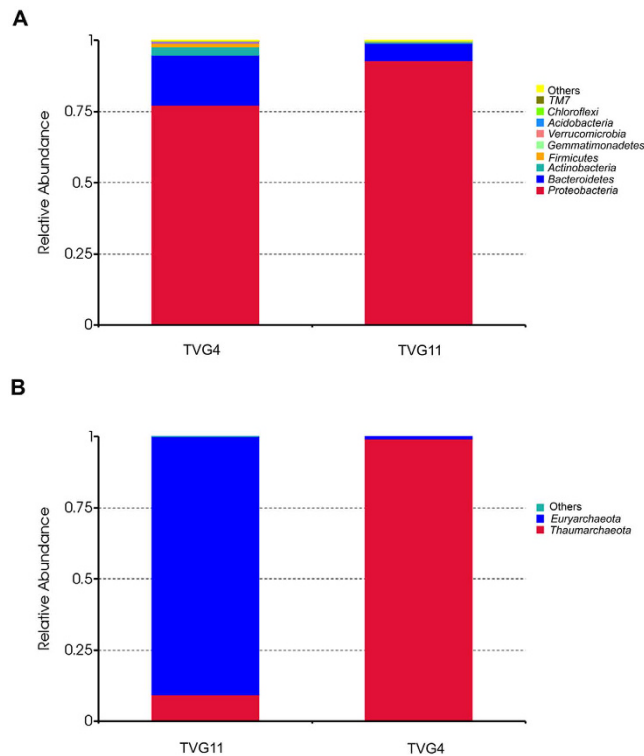 A
1
0.75
0.5
0.25
0
Relative Abundance
TVG4
TVG11
Others
TM7
Chloroflexi
Acidobacteria
Verrucomicrobia
Gemmatimonadetes
Firmicutes
Actinobacteria
Bacteroidetes
Proteobacteria
B
1
0.75
0.5
0.25
0
Relative Abundance
TVG11
TVG4
Others
Euryarchaeota
Thaumarchaeota